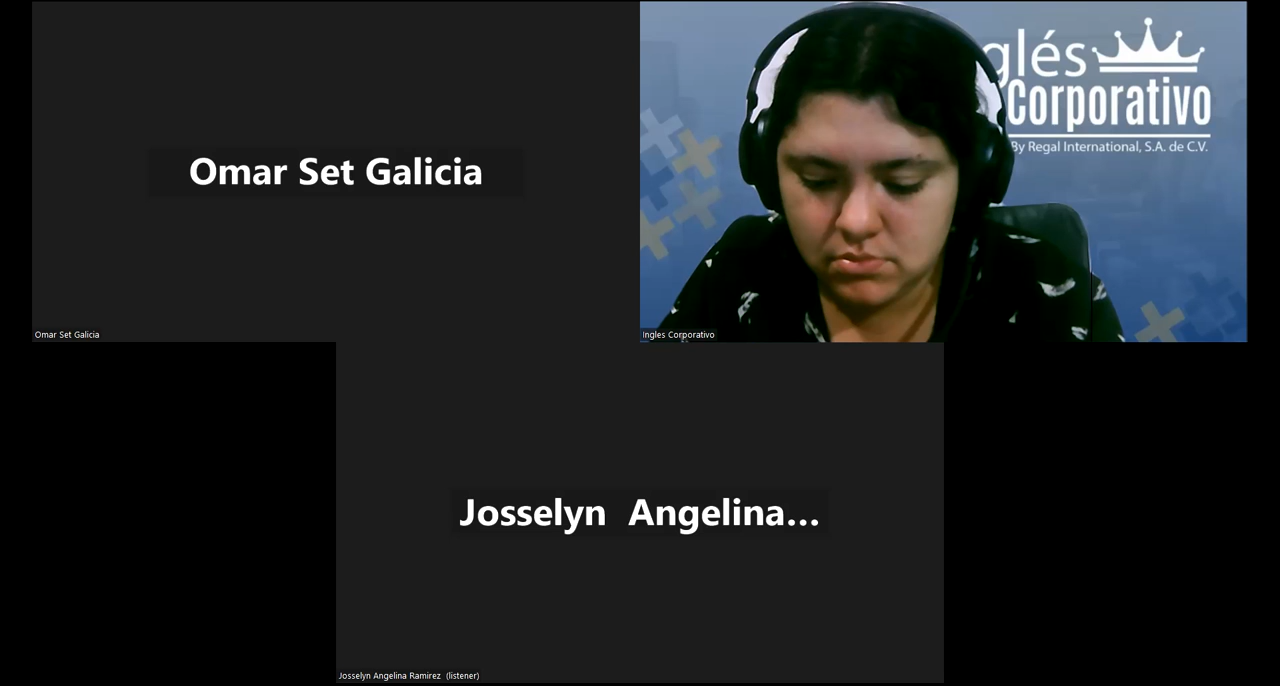 Omar Set Galicia
Omar Set Galicia
glés
Corporativo
By Regal International, S.A. de C.V.
Ingles Corporativo
Josselyn  Angelina...
Josselyn Angelina Ramirez  (listener)